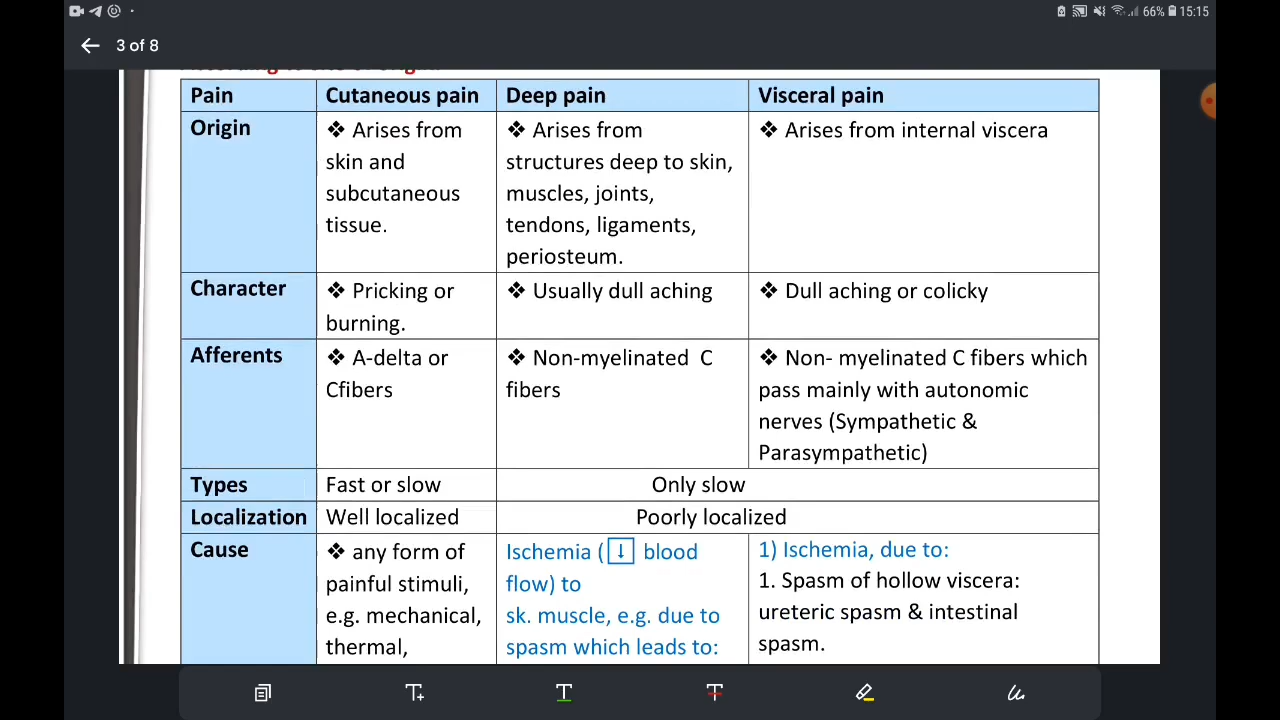 66% 15:15
3 of 8
According to site of origin:
Pain Cutaneous pain Deep pain Visceral pain
Origin
❖ Arises from
skin and
subcutaneous
tissue.
❖ Arises from
structures deep to skin,
muscles, joints,
tendons, ligaments,
periosteum.
❖ Arises from internal viscera
Character
❖ Pricking or
burning.
❖ Usually dull aching
❖ Dull aching or colicky
Afferents
❖ A-delta or
Cfibers
❖ Non-myelinated C
fibers
❖ Non- myelinated C fibers which
pass mainly with autonomic
nerves (Sympathetic &
Parasympathetic)
Types Fast or slow Only slow
Localization Well localized Poorly localized
Cause
❖ any form of
painful stimuli,
e.g. mechanical,
thermal,
Ischemia (↓ blood
flow) to
sk. muscle, e.g. due to
spasm which leads to:
1) Ischemia, due to:
1. Spasm of hollow viscera:
ureteric spasm & intestinal
spasm.